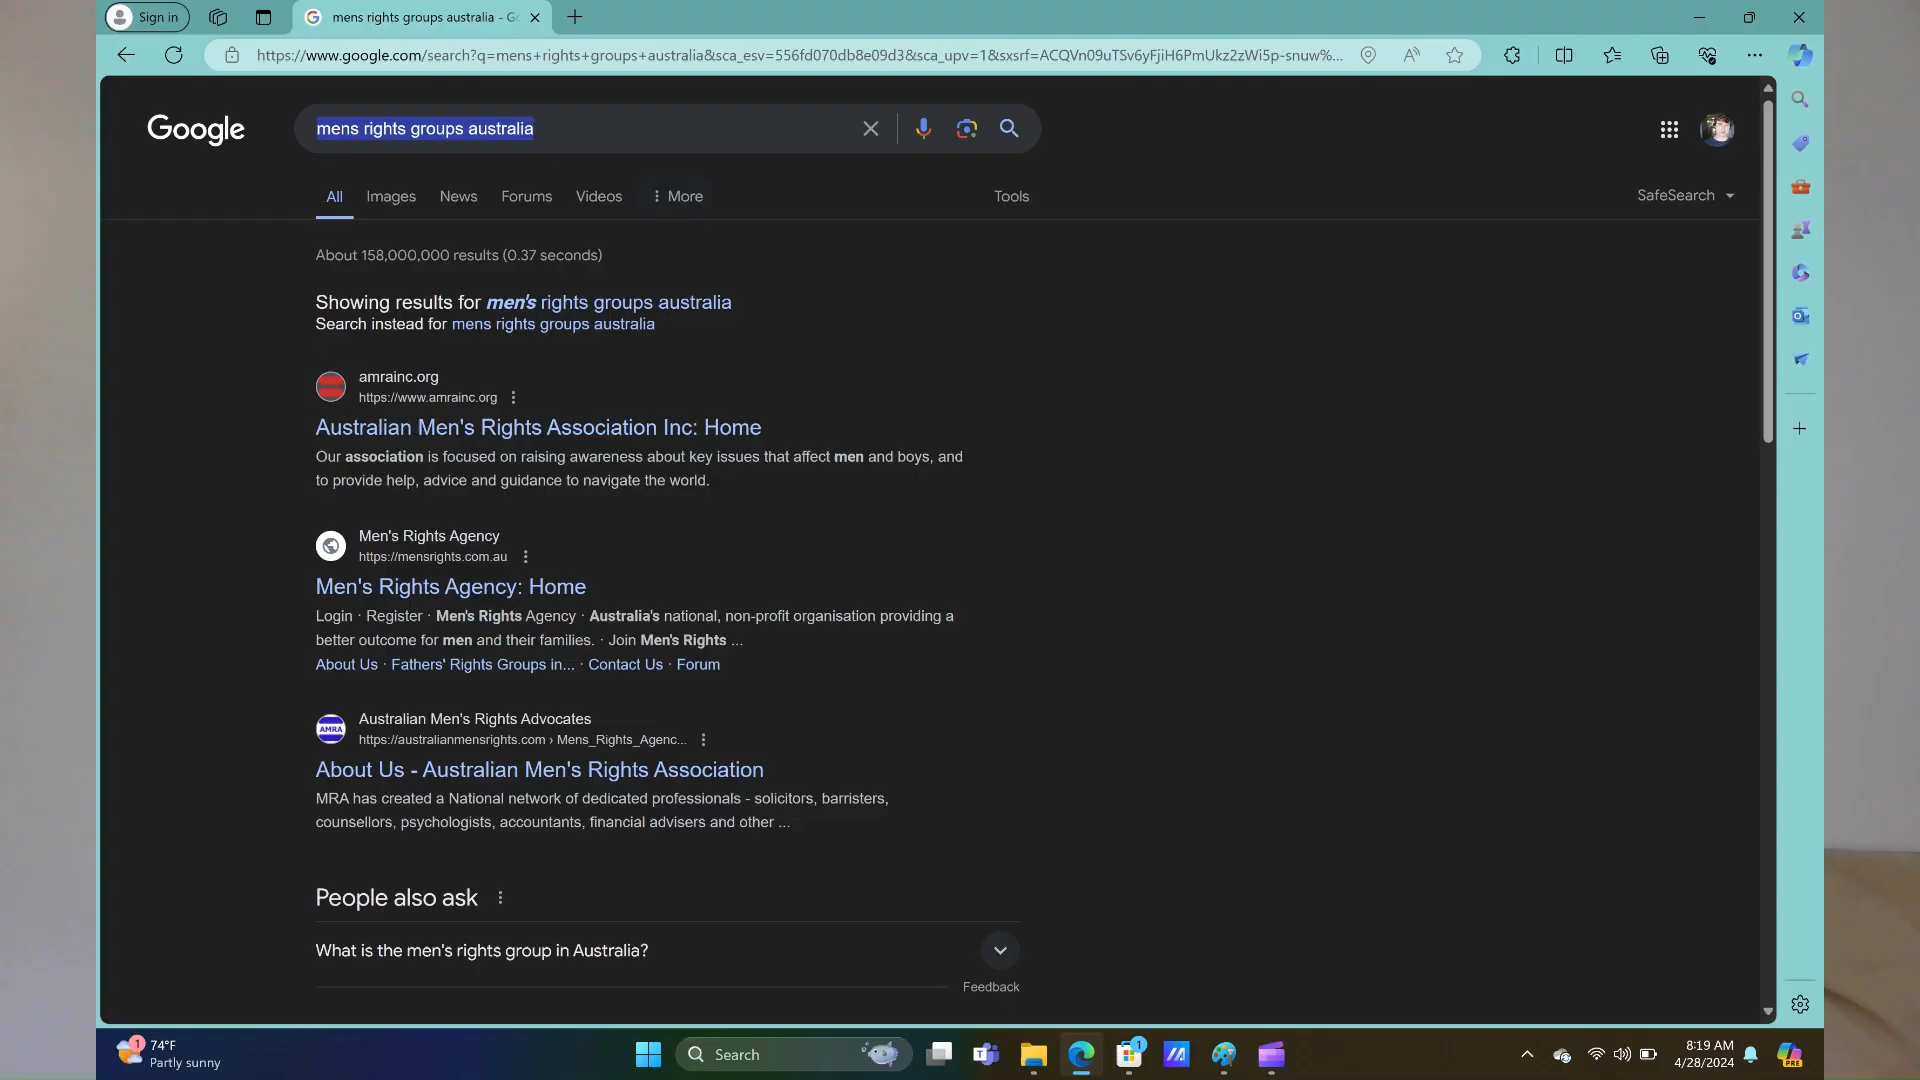 Sign in
mens rights groups australia - Go
https://www.google.com/search?q=mens+rights+groups+australia&sca_esv=556fd070db8e09d3&sca_upv=1&sxsrf=ACQVn09uTSv6yFjiH6PmUkz2zWi5p-snuw%...
Google
mens rights groups australia
All Images News Forums Videos More Tools SafeSearch
About 158,000,000 results (0.37 seconds)
Showing results for men's rights groups australia
Search instead for mens rights groups australia
amrainc.org
https://www.amrainc.org
Australian Men's Rights Association Inc: Home
Our association is focused on raising awareness about key issues that affect men and boys, and
to provide help, advice and guidance to navigate the world.
Men's Rights Agency
https://mensrights.com.au
Men's Rights Agency: Home
Login · Register · Men's Rights Agency · Australia's national, non-profit organisation providing a
better outcome for men and their families. · Join Men's Rights ...
About Us · Fathers' Rights Groups in... · Contact Us · Forum
AMRA
Australian Men's Rights Advocates
https://australianmensrights.com › Mens_Rights_Agenc...
About Us - Australian Men's Rights Association
MRA has created a National network of dedicated professionals - solicitors, barristers,
counsellors, psychologists, accountants, financial advisers and other ...
People also ask
What is the men's rights group in Australia?
Feedback
1
74°F
Partly sunny
Search
1
8:19 AM
4/28/2024
PRE